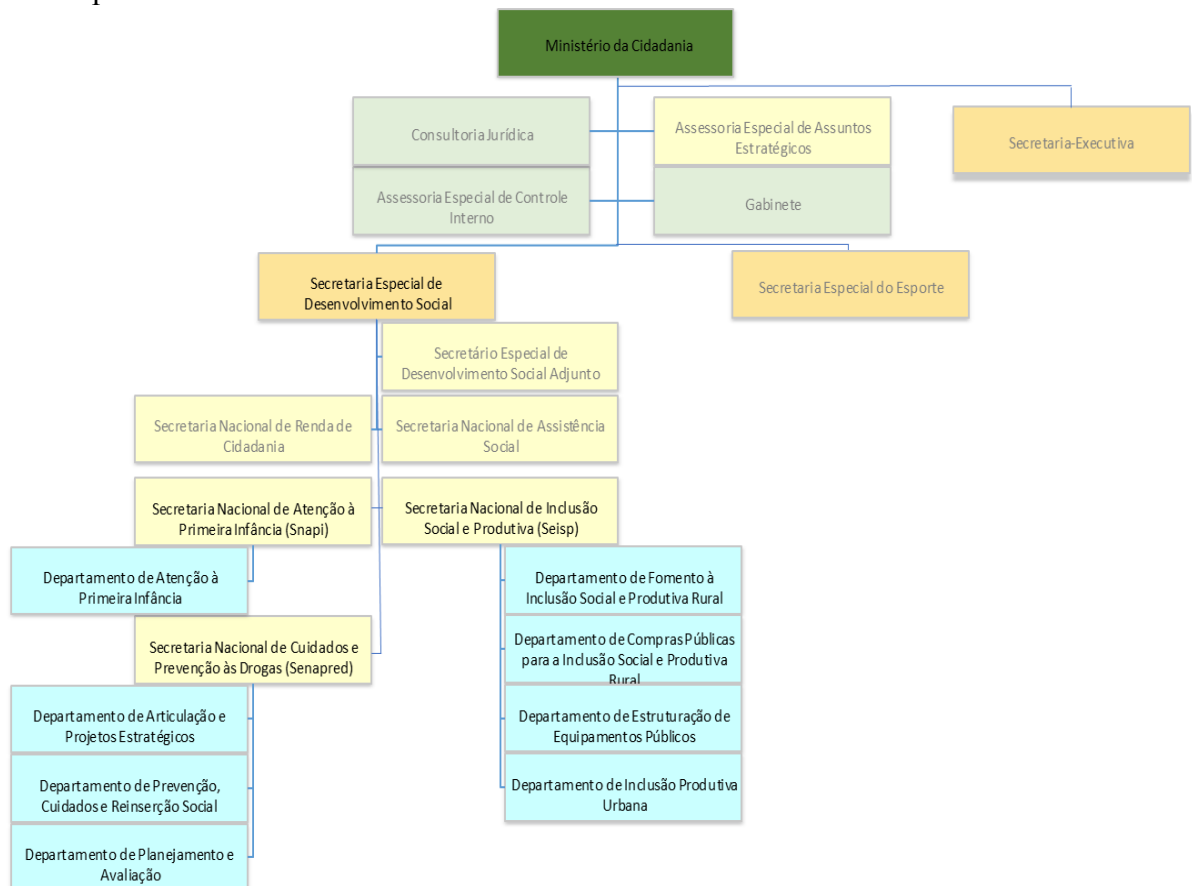 Ministério da Cidadania
Consultoria Jurídica
Assessoria Especial de Assuntos
Estratégicos
Secretaria-Executiva
Assessoria Especial de Controle
Interno
Gabinete
Secretaria Especial de
Desenvolvimento Social
Secretaria Especial do Esporte
Secretário Especial de
Desenvolvimento Social Adjunto
Secretaria Nacional de Renda de
Cidadania
Secretaria Nacional de Assistência
Social
Secretaria Nacional de Atenção à
Primeira Infância (Snapi)
Secretaria Nacional de Inclusão
Social e Produtiva (Seisp)
Departamento de Atenção à
Primeira Infância
Departamento de Fomento à
Inclusão Social e Produtiva Rural
Secretaria Nacional de Cuidados e
Prevenção às Drogas (Senapred)
Departamento de Compras Públicas
para a Inclusão Social e Produtiva
Rural
Departamento de Articulação e
Projetos Estratégicos
Departamento de Estruturação de
Equipamentos Públicos
Departamento de Prevenção,
Cuidados e Reinserção Social
Departamento de Inclusão Produtiva
Urbana
Departamento de Planejamento e
Avaliação